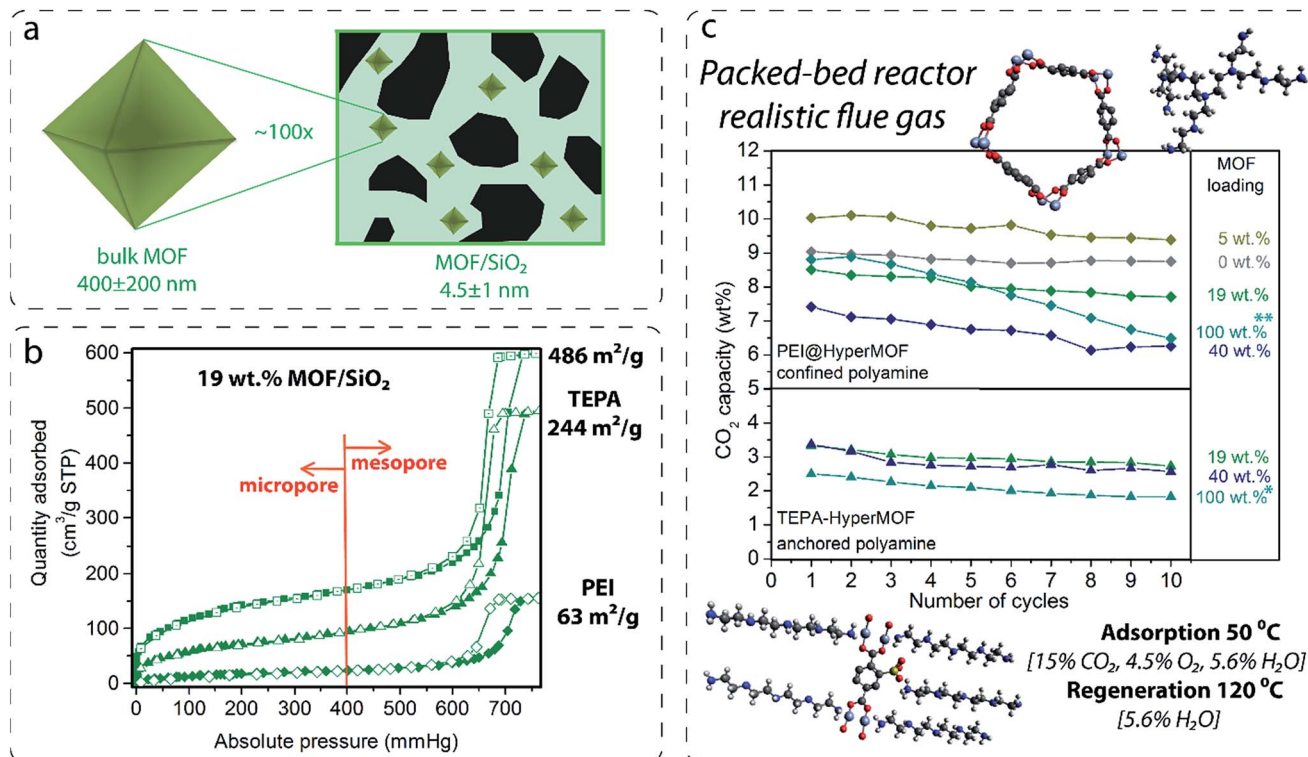 a
~100x
bulk MOF
400±200 nm
MOF/SiO₂
4.5±1 nm
b
19 wt.% MOF/SiO₂
486 m²/g
TEPA
244 m²/g
mesopore
micropore
PEI
63 m²/g
Quantity adsorbed
(cm³/g STP)
600
500
400
300
200
100
0
0 100 200 300 400 500 600 700
Absolute pressure (mmHg)
c
Packed-bed reactor
realistic flue gas
MOF
loading
5 wt.%
0 wt.%
19 wt.%
**
100 wt.%
40 wt.%
PEI@HyperMOF
confined polyamine
19 wt.%
40 wt.%
100 wt.%*
TEPA-HyperMOF
anchored polyamine
CO₂ capacity (wt%)
12
11
10
9
8
7
6
5
4
3
2
1
0
0 1 2 3 4 5 6 7 8 9 10
Number of cycles
Adsorption 50 ⁰C
[15% CO₂, 4.5% O₂, 5.6% H₂O]
Regeneration 120 ⁰C
[5.6% H₂O]